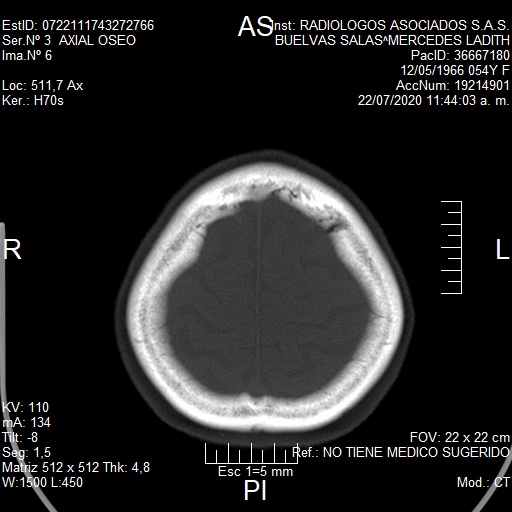 EstID: 0722111743272766
Ser.Nº 3 AXIAL OSEO
Ima.Nº 6
Loc: 511,7 Ax
Ker.: H70s
AS
Inst: RADIOLOGOS ASOCIADOS S.A.S.
BUELVAS SALAS^MERCEDES LADITH
PacID: 36667180
12/05/1966 054Y F
AccNum: 19214901
22/07/2020 11:44:03 a. m.
R
L
KV: 110
mA: 134
Tilt: -8
Seg: 1,5
Matriz 512 x 512 Thk: 4,8
W:1500 L:450
Esc 1=5 mm
PI
FOV: 22 x 22 cm
Ref.: NO TIENE MEDICO SUGERIDO
Mod.: CT